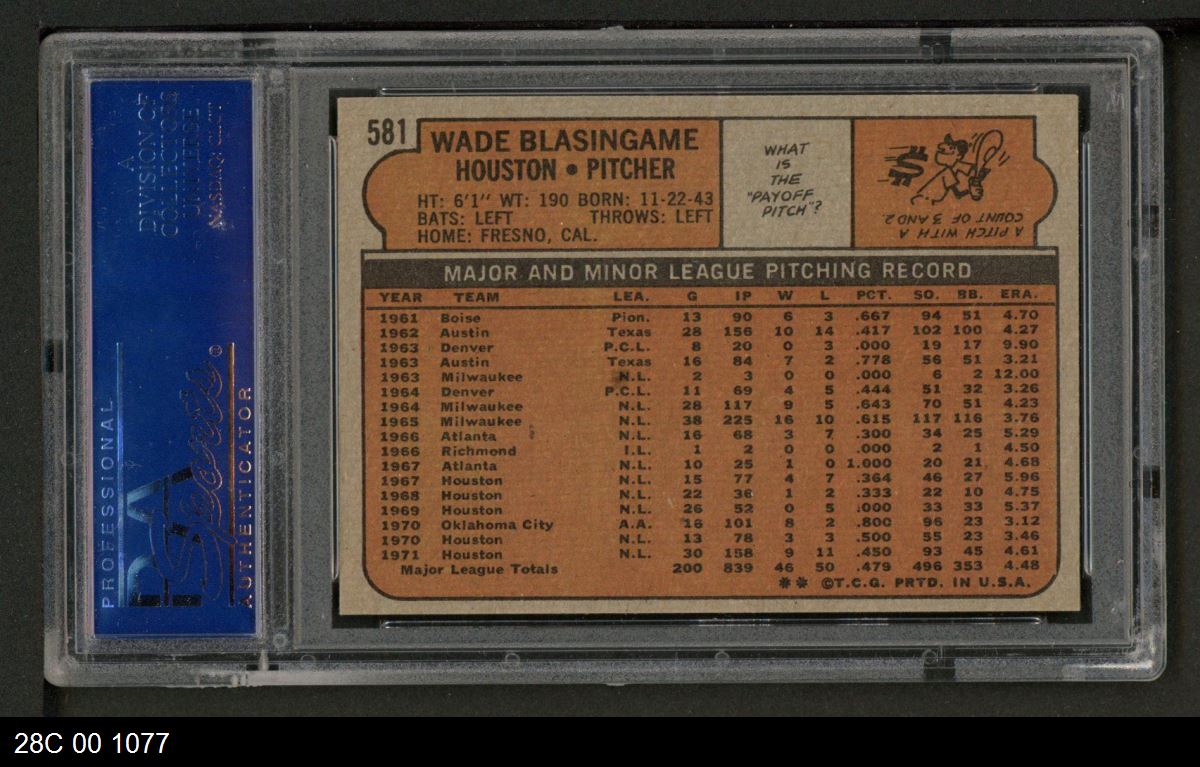 581
WADE BLASINGAME
HOUSTON • PITCHER
HT: 6'1" WT: 190 BORN: 11-22-43
BATS: LEFT THROWS: LEFT
HOME: FRESNO, CAL.
WHAT
IS
THE
"PAYOFF
PITCH"?
A PITCH WITH A
COUNT OF 3 AND 2.
MAJOR AND MINOR LEAGUE PITCHING RECORD
YEAR TEAM LEA. G IP W L PCT. SO. BB. ERA.
1961 Boise Pion. 13 90 6 3 .667 94 51 4.70
1962 Austin Texas 28 156 10 14 .417 102 100 4.27
1963 Denver P.C.L. 8 20 0 3 .000 19 17 9.90
1963 Austin Texas 16 84 7 2 .778 56 51 3.21
1963 Milwaukee N.L. 2 3 0 0 .000 6 2 12.00
1964 Denver P.C.L. 11 69 4 5 .444 51 32 3.26
1964 Milwaukee N.L. 28 117 9 5 .643 70 51 4.23
1965 Milwaukee N.L. 38 225 16 10 .615 117 116 3.76
1966 Atlanta N.L. 16 68 3 7 .300 34 25 5.29
1966 Richmond I.L. 1 2 0 0 .000 2 1 4.50
1967 Atlanta N.L. 10 25 1 0 1.000 20 21 4.68
1967 Houston N.L. 15 77 4 7 .364 46 27 5.96
1968 Houston N.L. 22 36 1 2 .333 22 10 4.75
1969 Houston N.L. 26 52 0 5 .000 33 33 5.37
1970 Oklahoma City A.A. 16 101 8 2 .800 96 23 3.12
1970 Houston N.L. 13 78 3 3 .500 55 23 3.46
1971 Houston N.L. 30 158 9 11 .450 93 45 4.61
Major League Totals 200 839 46 50 .479 496 353 4.48
** ©T.C.G. PRTD. IN U.S.A.
A
DIVISION OF
COLLECTORS
UNIVERSE
PROFESSIONAL
PSA
Sports®
AUTHENTICATOR
28C 00 1077